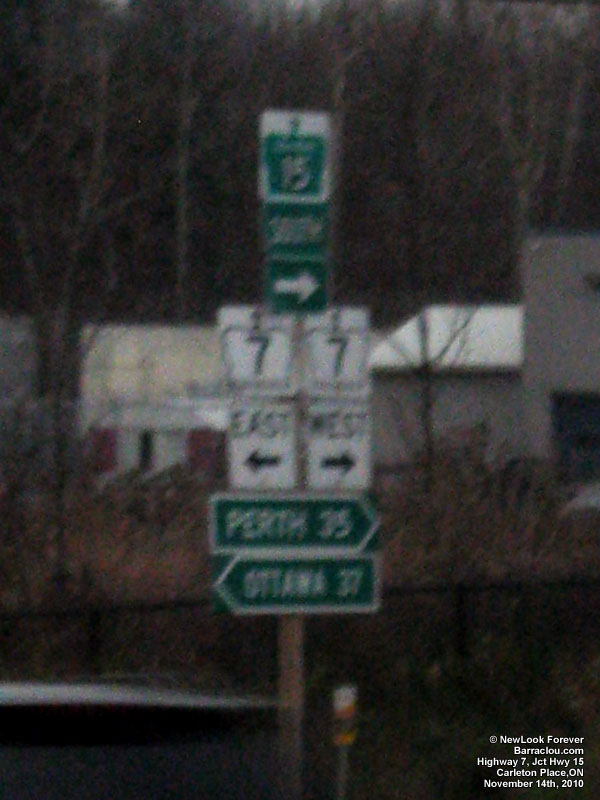 15
SOUTH
7 7
EAST WEST
PERTH 35
OTTAWA 37
© NewLook Forever
Barraclou.com
Highway 7, Jct Hwy 15
Carleton Place,ON
November 14th, 2010